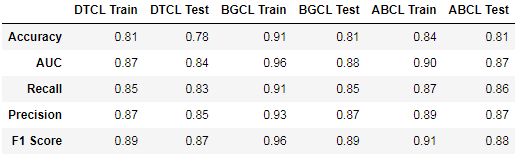 DTCL Train DTCL Test BGCL Train BGCL Test ABCL Train ABCL Test
Accuracy 0.81 0.78 0.91 0.81 0.84 0.81
AUC 0.87 0.84 0.96 0.88 0.90 0.87
Recall 0.85 0.83 0.91 0.85 0.87 0.86
Precision 0.87 0.85 0.93 0.87 0.89 0.87
F1 Score 0.89 0.87 0.96 0.89 0.91 0.88